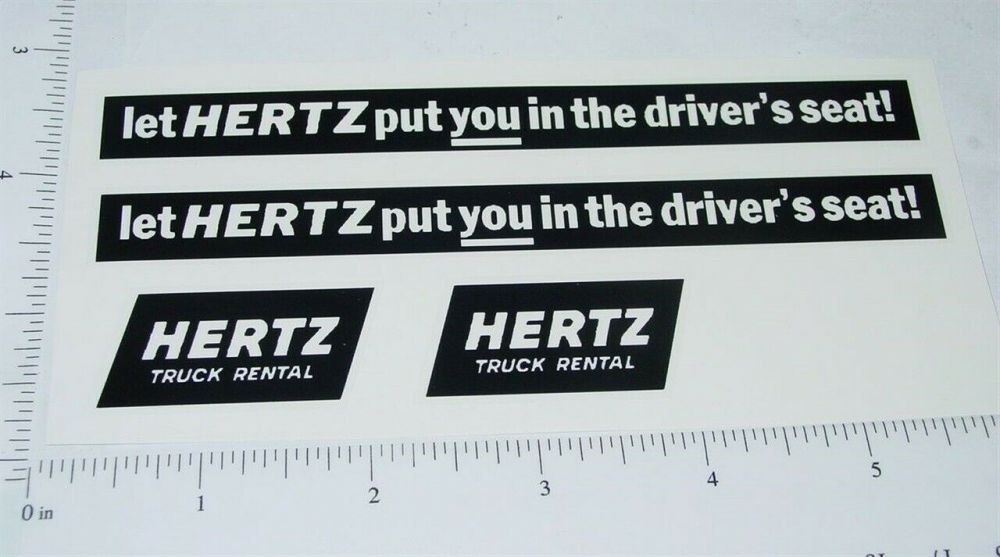 3
let HERTZ put you in the driver's seat!
4
let HERTZ put you in the driver's seat!
HERTZ
TRUCK RENTAL
HERTZ
TRUCK RENTAL
0 in 1 2 3 4 5